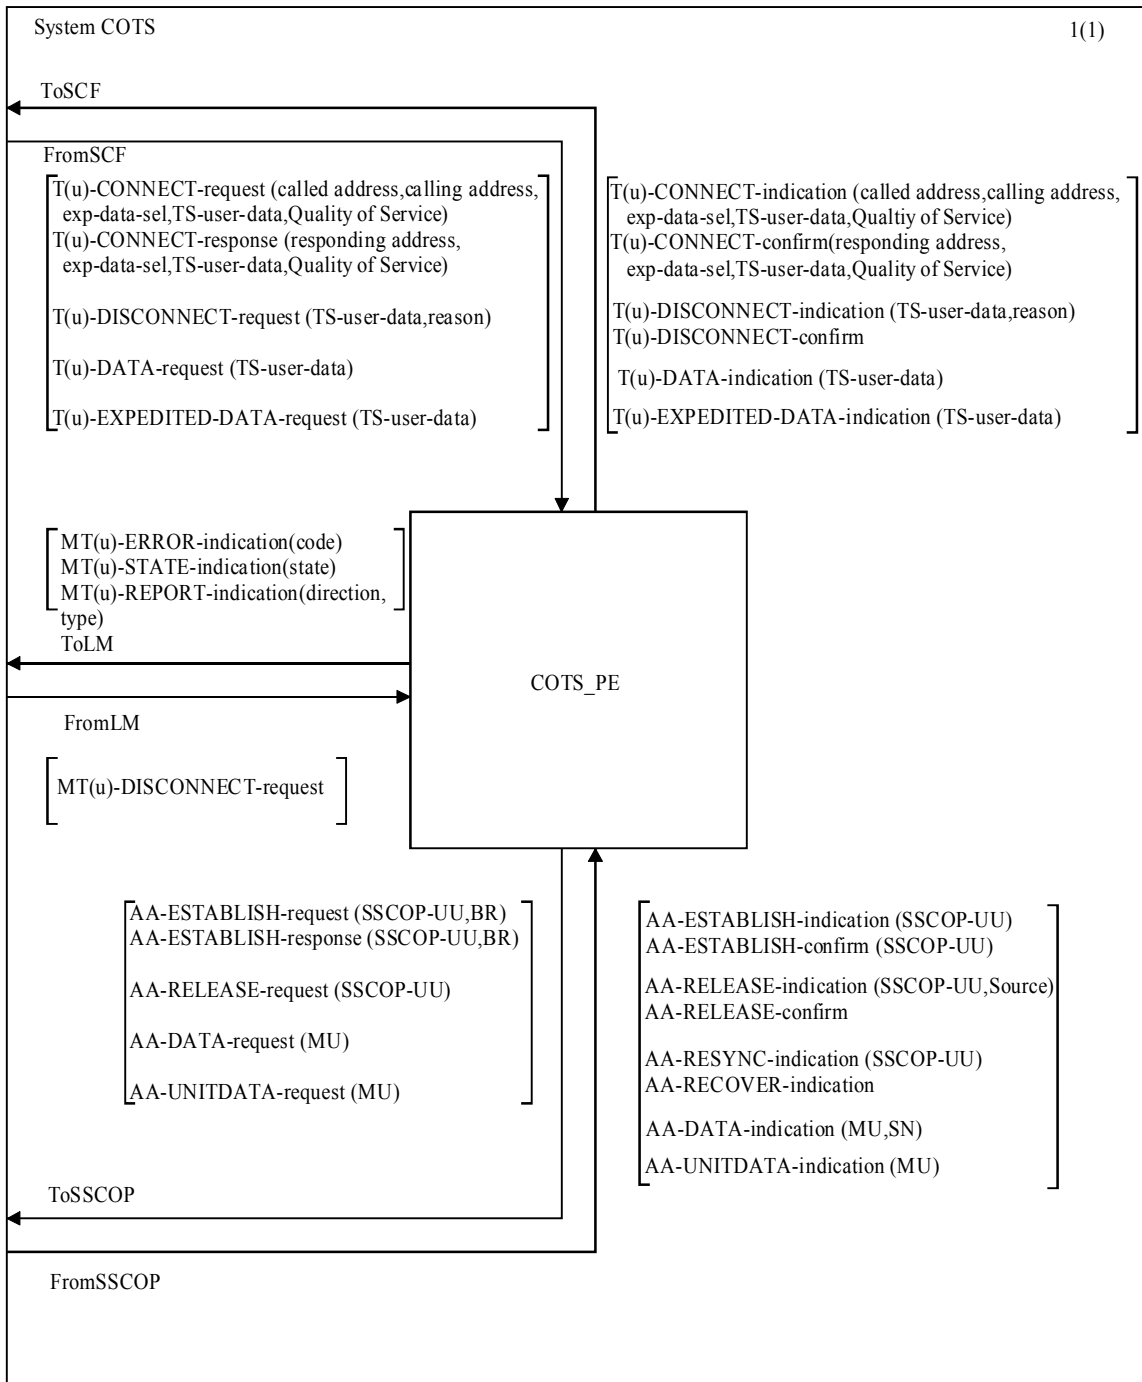 System COTS
1(1)
ToSCF
FromSCF
T(u)-CONNECT-request (called address,calling address,
exp-data-sel,TS-user-data,Quality of Service)
T(u)-CONNECT-response (responding address,
exp-data-sel,TS-user-data,Quality of Service)
T(u)-DISCONNECT-request (TS-user-data,reason)
T(u)-DATA-request (TS-user-data)
T(u)-EXPEDITED-DATA-request (TS-user-data)
T(u)-CONNECT-indication (called address,calling address,
exp-data-sel,TS-user-data,Qualtiy of Service)
T(u)-CONNECT-confirm(responding address,
exp-data-sel,TS-user-data,Quality of Service)
T(u)-DISCONNECT-indication (TS-user-data,reason)
T(u)-DISCONNECT-confirm
T(u)-DATA-indication (TS-user-data)
T(u)-EXPEDITED-DATA-indication (TS-user-data)
MT(u)-ERROR-indication(code)
MT(u)-STATE-indication(state)
MT(u)-REPORT-indication(direction,
type)
ToLM
COTS_PE
FromLM
MT(u)-DISCONNECT-request
AA-ESTABLISH-request (SSCOP-UU,BR)
AA-ESTABLISH-response (SSCOP-UU,BR)
AA-RELEASE-request (SSCOP-UU)
AA-DATA-request (MU)
AA-UNITDATA-request (MU)
AA-ESTABLISH-indication (SSCOP-UU)
AA-ESTABLISH-confirm (SSCOP-UU)
AA-RELEASE-indication (SSCOP-UU,Source)
AA-RELEASE-confirm
AA-RESYNC-indication (SSCOP-UU)
AA-RECOVER-indication
AA-DATA-indication (MU,SN)
AA-UNITDATA-indication (MU)
ToSSCOP
FromSSCOP